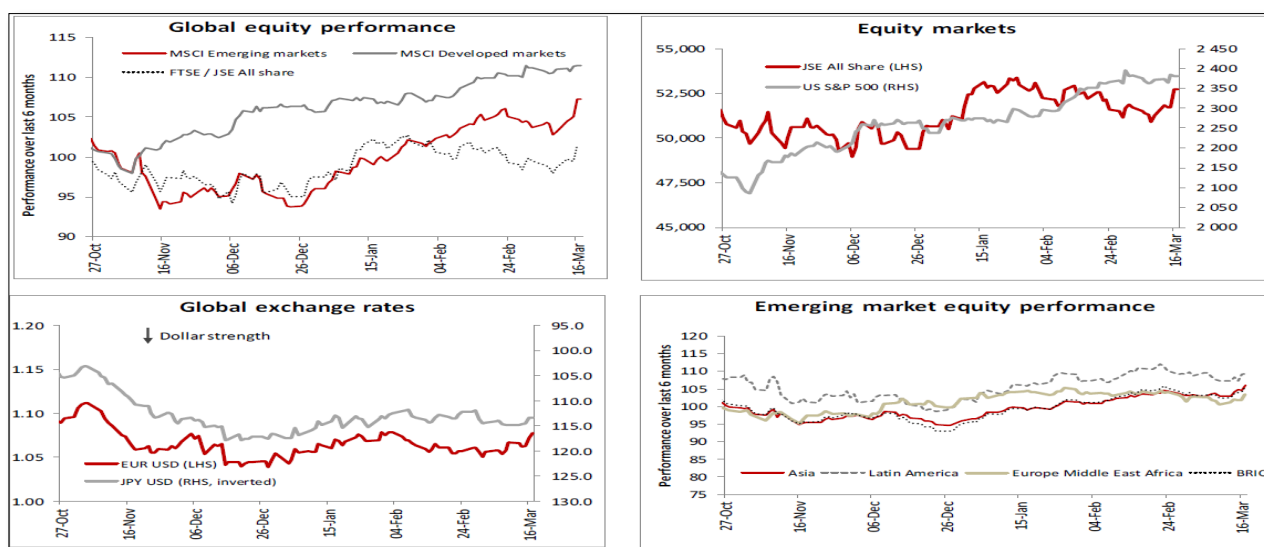 Global equity performance
Performance over last 6 months
115
110
105
100
95
90
MSCI Emerging markets
MSCI Developed markets
FTSE / JSE All share
27-Oct
16-Nov
06-Dec
26-Dec
15-Jan
04-Feb
24-Feb
16-Mar
Equity markets
55,000
52,500
50,000
47,500
45,000
JSE All Share (LHS)
US S&P 500 (RHS)
2 450
2 400
2 350
2 300
2 250
2 200
2 150
2 100
2 050
2 000
27-Oct
16-Nov
06-Dec
26-Dec
15-Jan
04-Feb
24-Feb
16-Mar
Global exchange rates
1.20
1.15
1.10
1.05
1.00
Dollar strength
EUR USD (LHS)
JPY USD (RHS, inverted)
95.0
100.0
105.0
110.0
115.0
120.0
125.0
130.0
27-Oct
16-Nov
06-Dec
26-Dec
15-Jan
04-Feb
24-Feb
16-Mar
Emerging market equity performance
Performance over last 6 months
120
115
110
105
100
95
90
85
80
75
Asia
Latin America
Europe Middle East Africa
BRIC
27-Oct
16-Nov
06-Dec
26-Dec
15-Jan
04-Feb
24-Feb
16-Mar